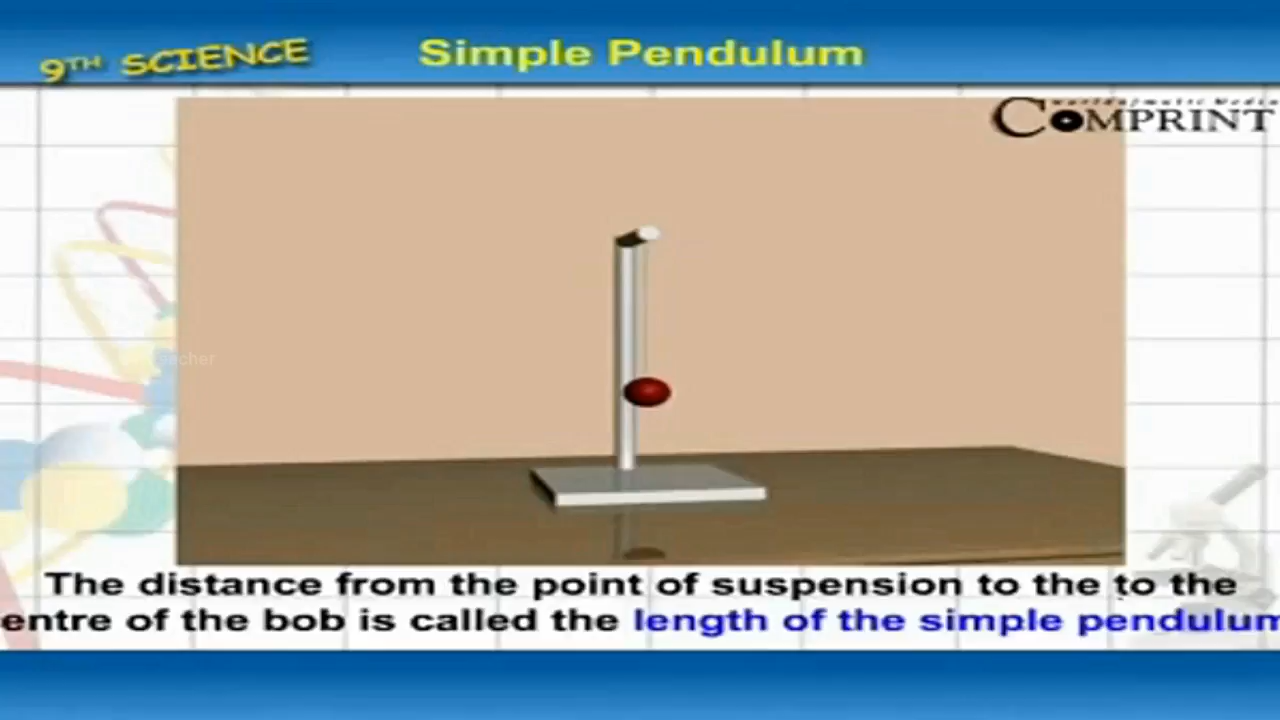 9TH SCIENCE
Simple Pendulum
COMPRINT
The distance from the point of suspension to the to the
entre of the bob is called the length of the simple pendulum